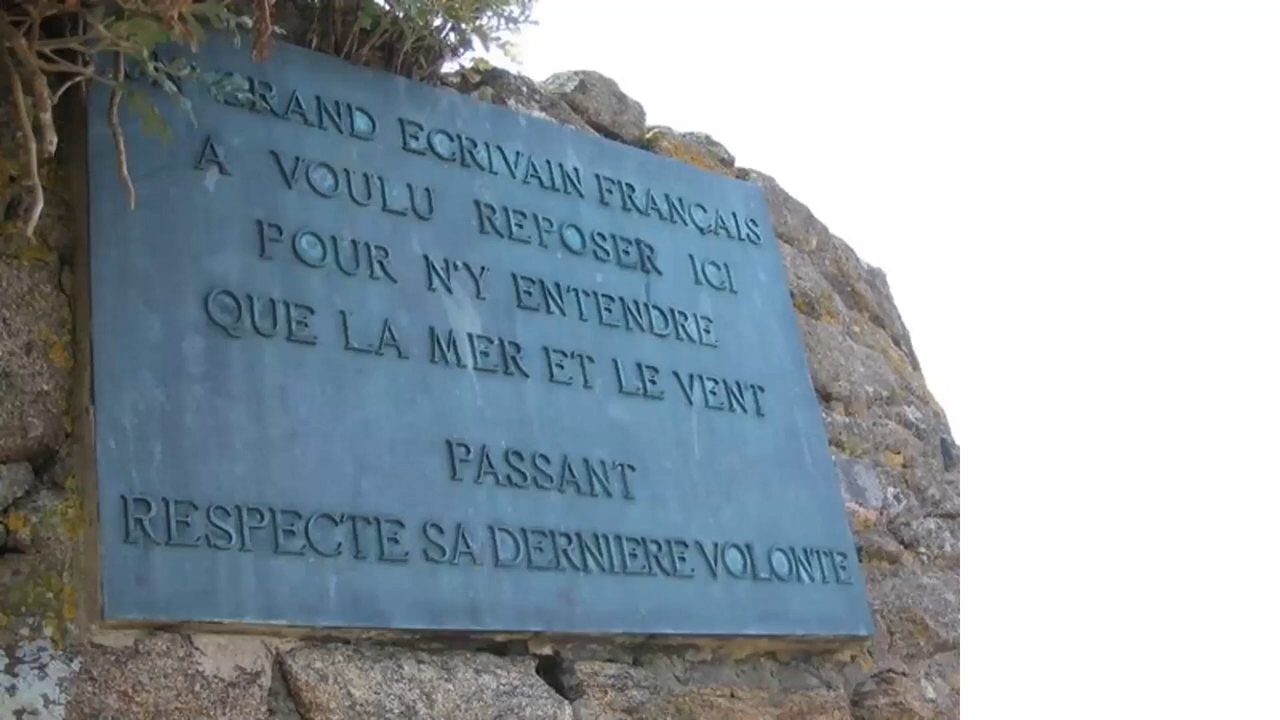 UN GRAND ECRIVAIN FRANÇAIS
A VOULU REPOSER ICI
POUR N'Y ENTENDRE
QUE LA MER ET LE VENT
PASSANT
RESPECTE SA DERNIERE VOLONTE